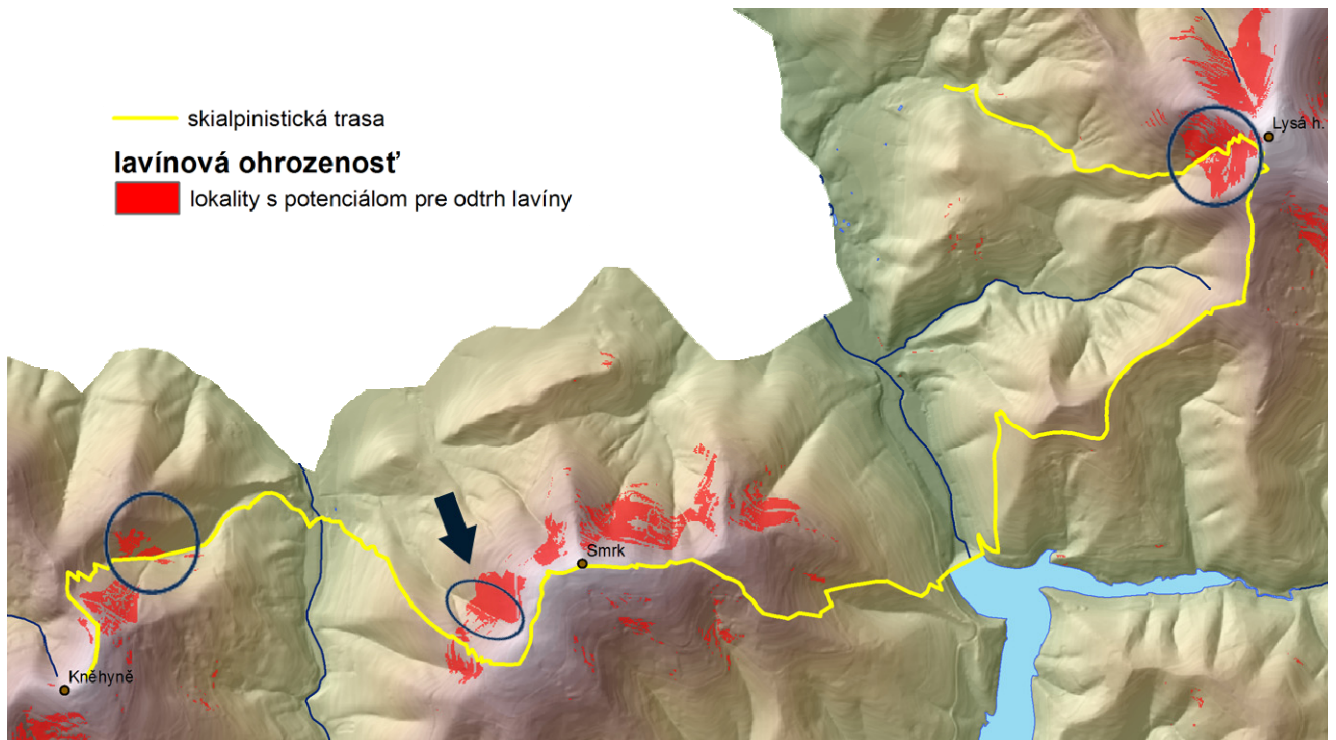 skialpinistická trasa
lavínová ohrozenosť
lokality s potenciálom pre odtrh lavíny
Lysá h.
Smrk
Kněhyně